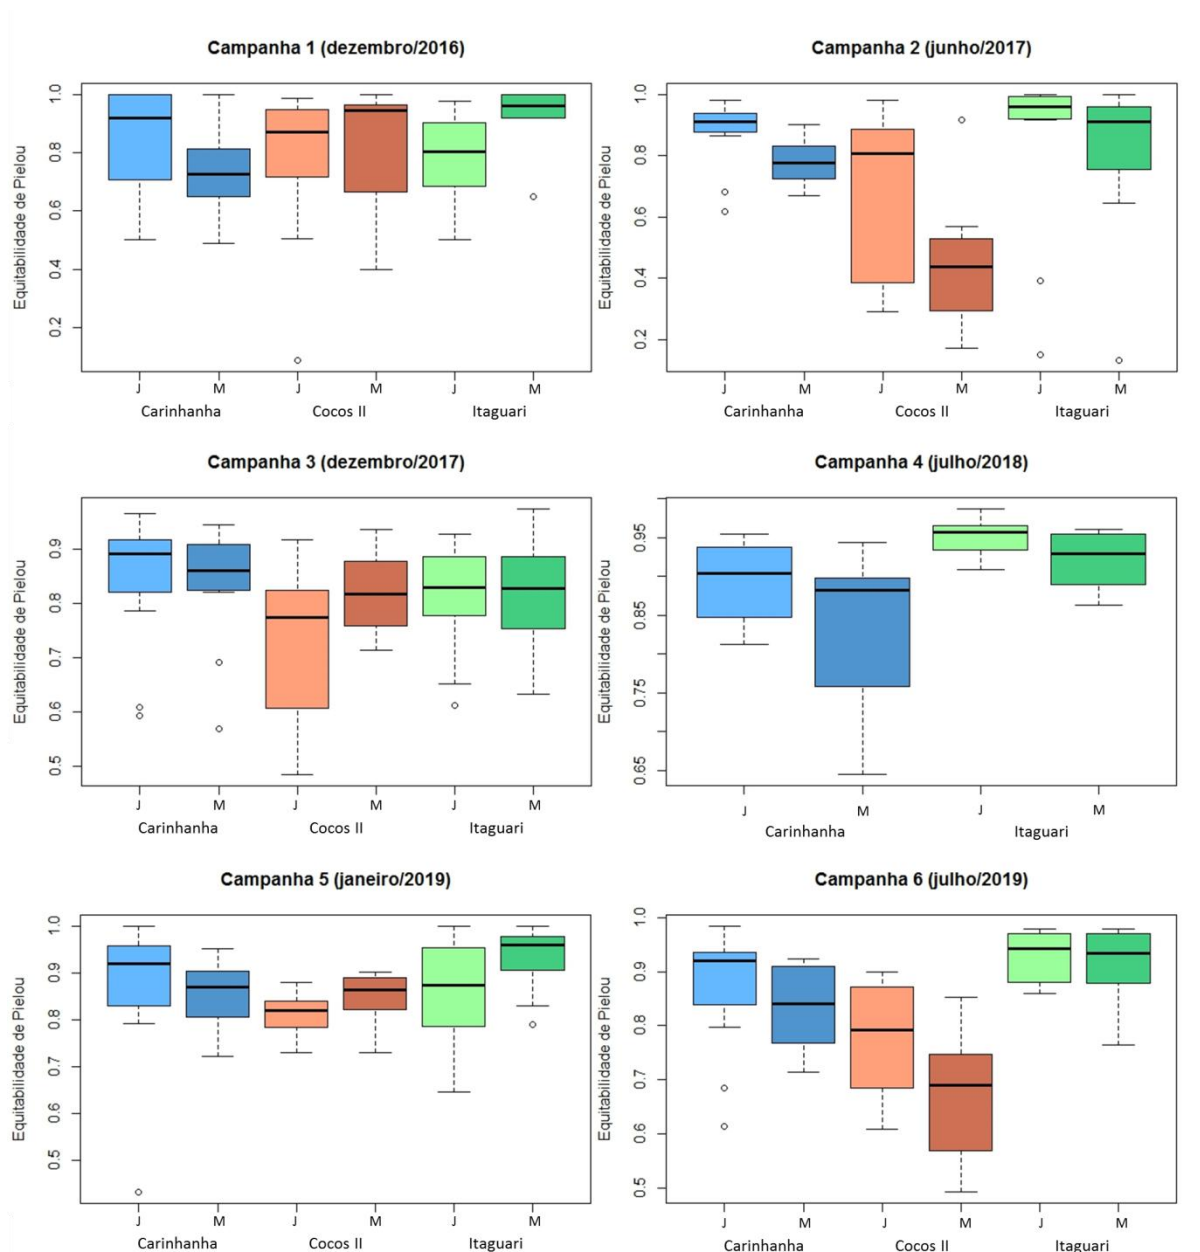 Campanha 1 (dezembro/2016)
Equitabilidade de Pielou
1.0
0.8
0.6
0.4
0.2
J M J M J M
Carinhanha Cocos II Itaguari
Campanha 2 (junho/2017)
Equitabilidade de Pielou
1.0
0.8
0.6
0.4
0.2
J M J M J M
Carinhanha Cocos II Itaguari
Campanha 3 (dezembro/2017)
Equitabilidade de Pielou
0.9
0.8
0.7
0.6
0.5
J M J M J M
Carinhanha Cocos II Itaguari
Campanha 4 (julho/2018)
Equitabilidade de Pielou
0.95
0.85
0.75
0.65
J M J M
Carinhanha Itaguari
Campanha 5 (janeiro/2019)
Equitabilidade de Pielou
1.0
0.9
0.8
0.7
0.6
0.5
J M J M J M
Carinhanha Cocos II Itaguari
Campanha 6 (julho/2019)
Equitabilidade de Pielou
1.0
0.9
0.8
0.7
0.6
0.5
J M J M J M
Carinhanha Cocos II Itaguari